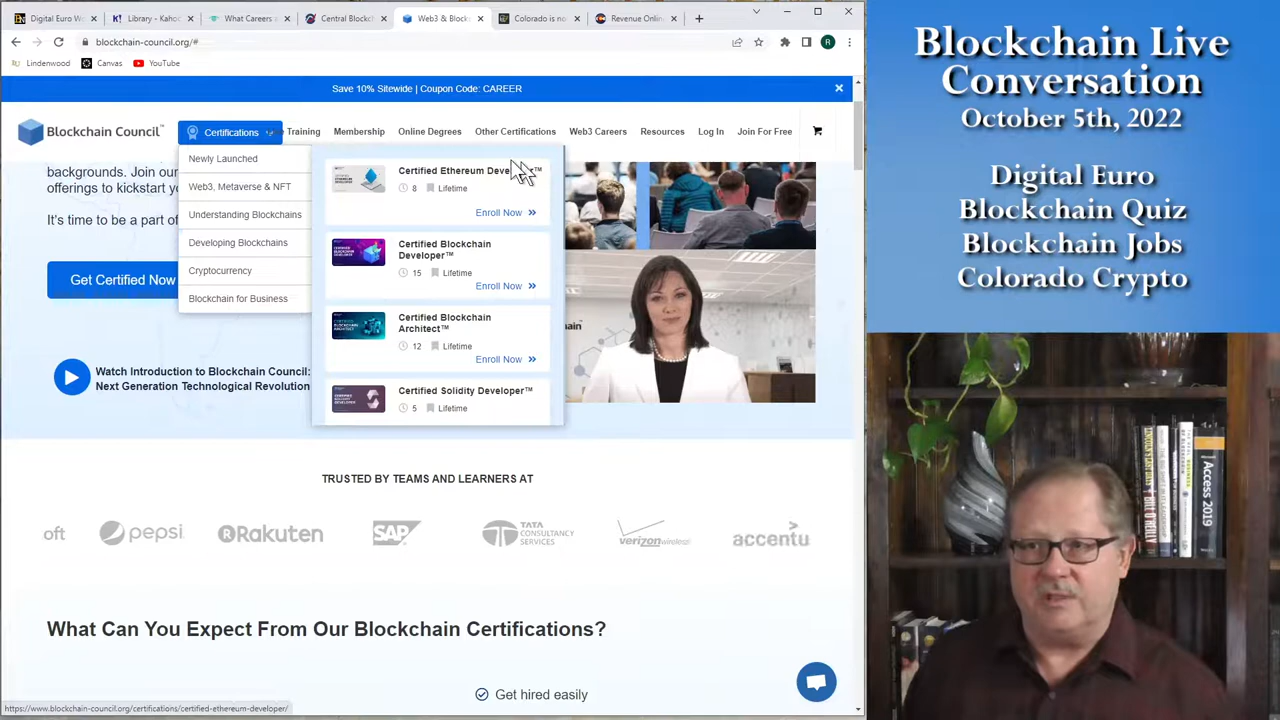 Digital Euro Wo
Library - Kaho
What Careers
Central Blockcha
Web3 & Block
Colorado is no
Revenue Onlin
blockchain-council.org/#
R
Lindenwood
Canvas
YouTube
Save 10% Sitewide | Coupon Code: CAREER
Blockchain Council™
Certifications
Training
Membership
Online Degrees
Other Certifications
Web3 Careers
Resources
Log In
Join For Free
backgrounds. Join our
offerings to kickstart yo
It's time to be a part of
Get Certified Now
Watch Introduction to Blockchain Council:
Next Generation Technological Revolution
Newly Launched
Web3, Metaverse & NFT
Understanding Blockchains
Developing Blockchains
Cryptocurrency
Blockchain for Business
Certified Ethereum Deve r™
8 Lifetime
Enroll Now »
Certified Blockchain
Developer™
15 Lifetime
Enroll Now »
Certified Blockchain
Architect™
12 Lifetime
Enroll Now »
Certified Solidity Developer™
5 Lifetime
TRUSTED BY TEAMS AND LEARNERS AT
oft
pepsi
Rakuten
SAP
TATA
CONSULTANCY
SERVICES
verizon wireless
accentu
What Can You Expect From Our Blockchain Certifications?
Get hired easily
https://www.blockchain-council.org/certifications/certified-ethereum-developer/
Blockchain Live
Conversation
October 5th, 2022
Digital Euro
Blockchain Quiz
Blockchain Jobs
Colorado Crypto
Access 2019